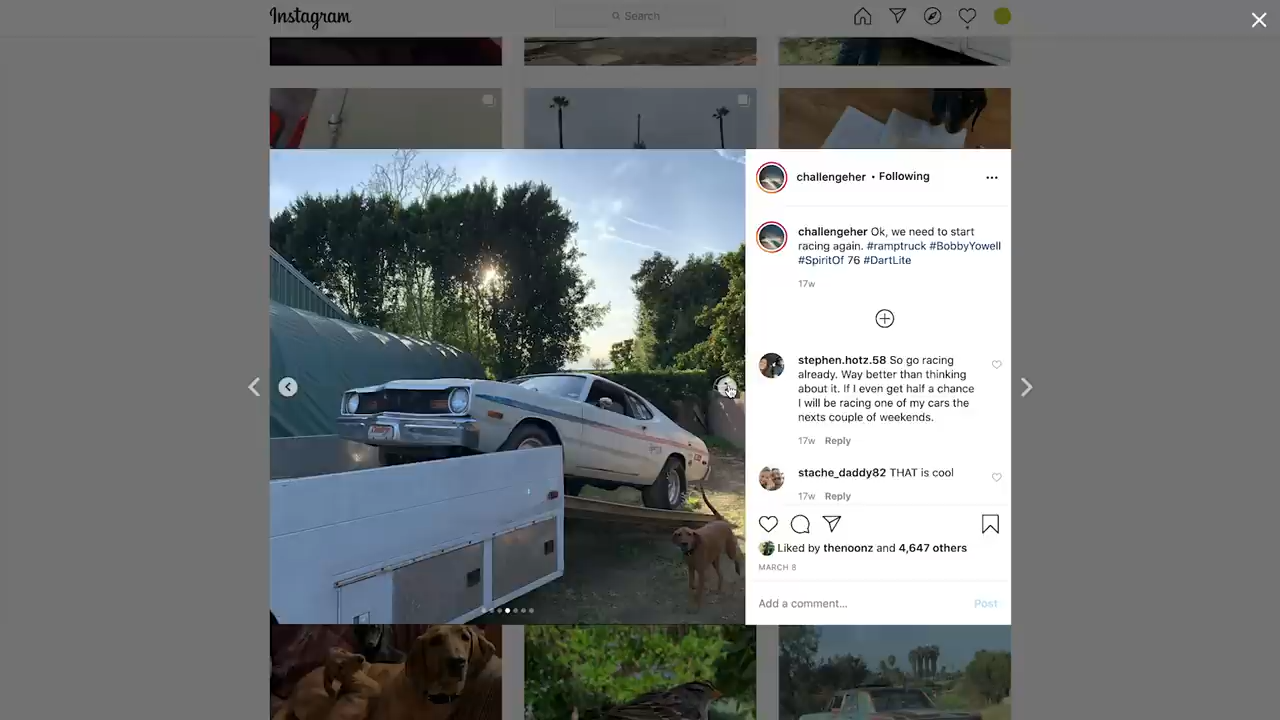 Instagram
Search
challengeher • Following
challengeher Ok, we need to start
racing again. #ramptruck #BobbyYowell
#SpiritOf 76 #DartLite
17w
stephen.hotz.58 So go racing
already. Way better than thinking
about it. If I even get half a chance
I will be racing one of my cars the
nexts couple of weekends.
17w Reply
stache_daddy82 THAT is cool
17w Reply
Liked by thenoonz and 4,647 others
MARCH 8
Add a comment... Post